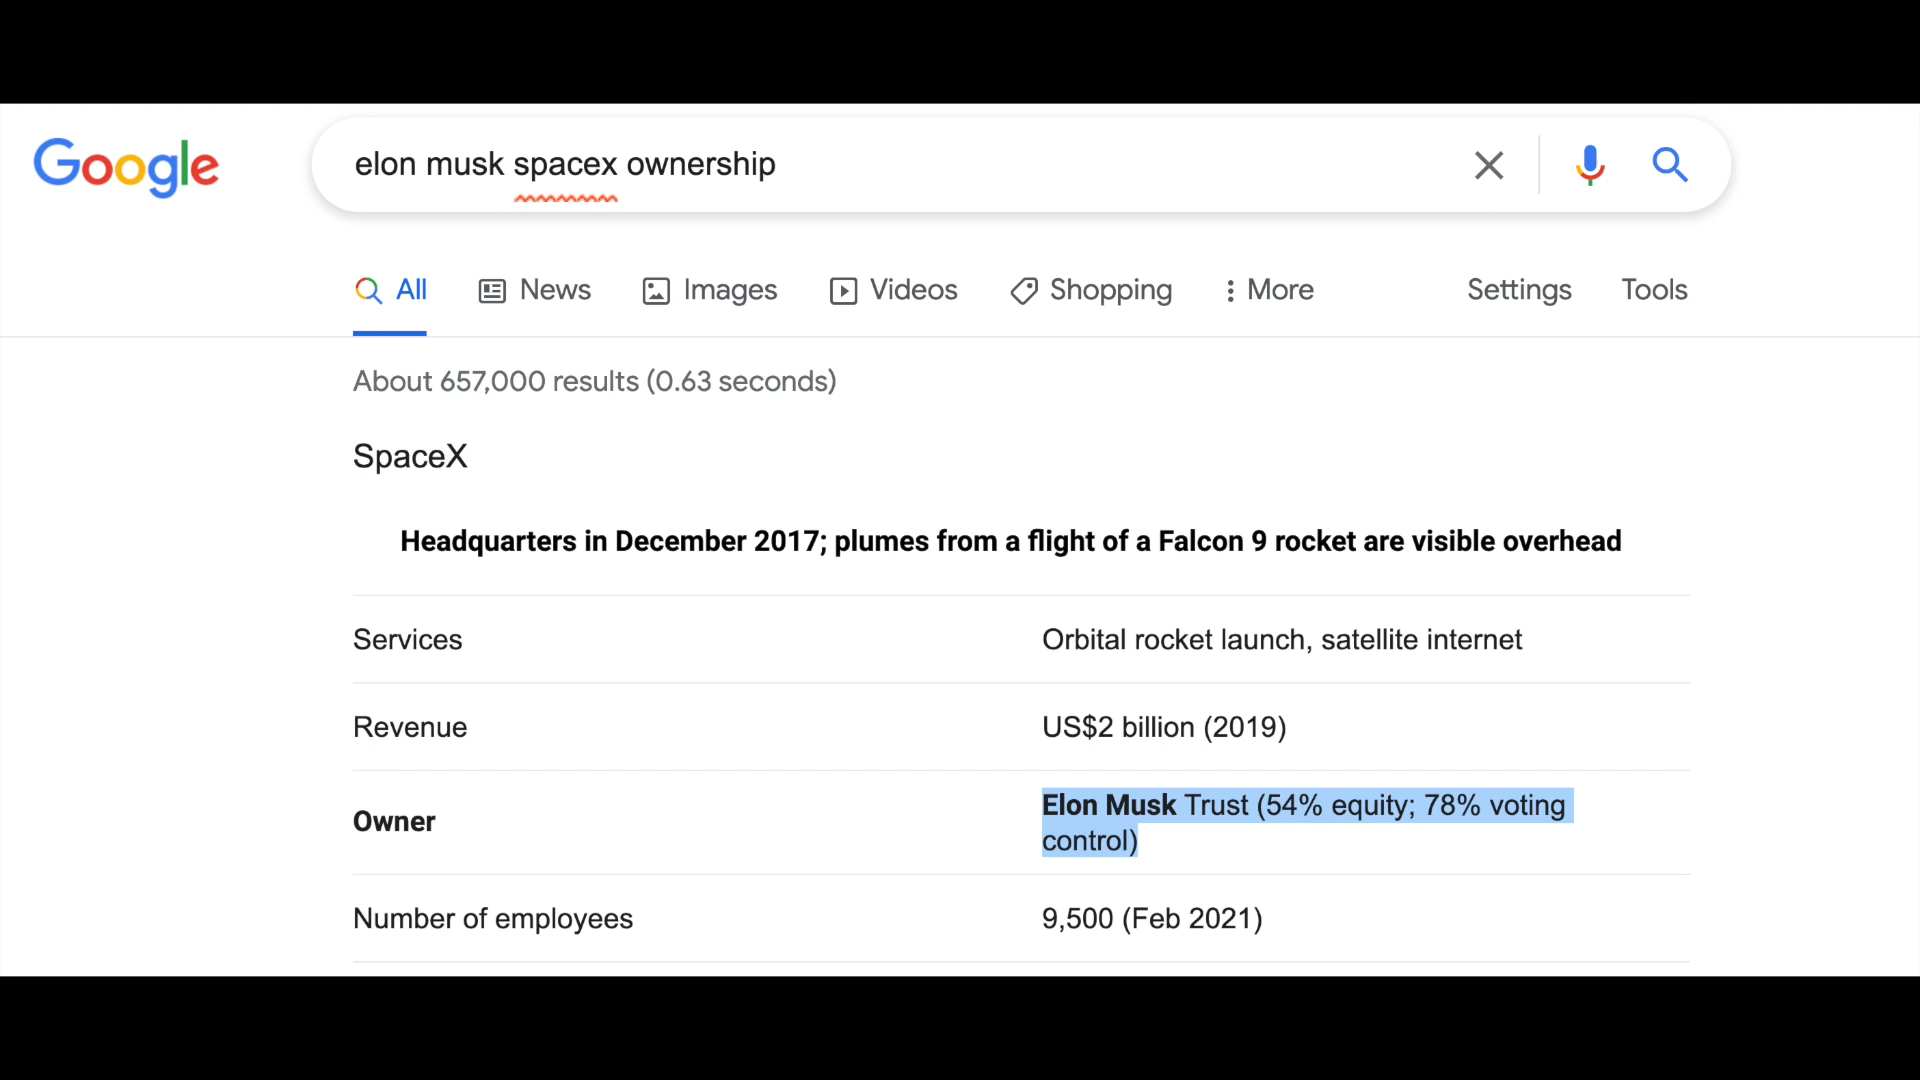 Google
elon musk spacex ownership
All News Images Videos Shopping More Settings Tools
About 657,000 results (0.63 seconds)
SpaceX
Headquarters in December 2017; plumes from a flight of a Falcon 9 rocket are visible overhead
Services Orbital rocket launch, satellite internet
Revenue US$2 billion (2019)
Owner Elon Musk Trust (54% equity; 78% voting
control)
Number of employees 9,500 (Feb 2021)